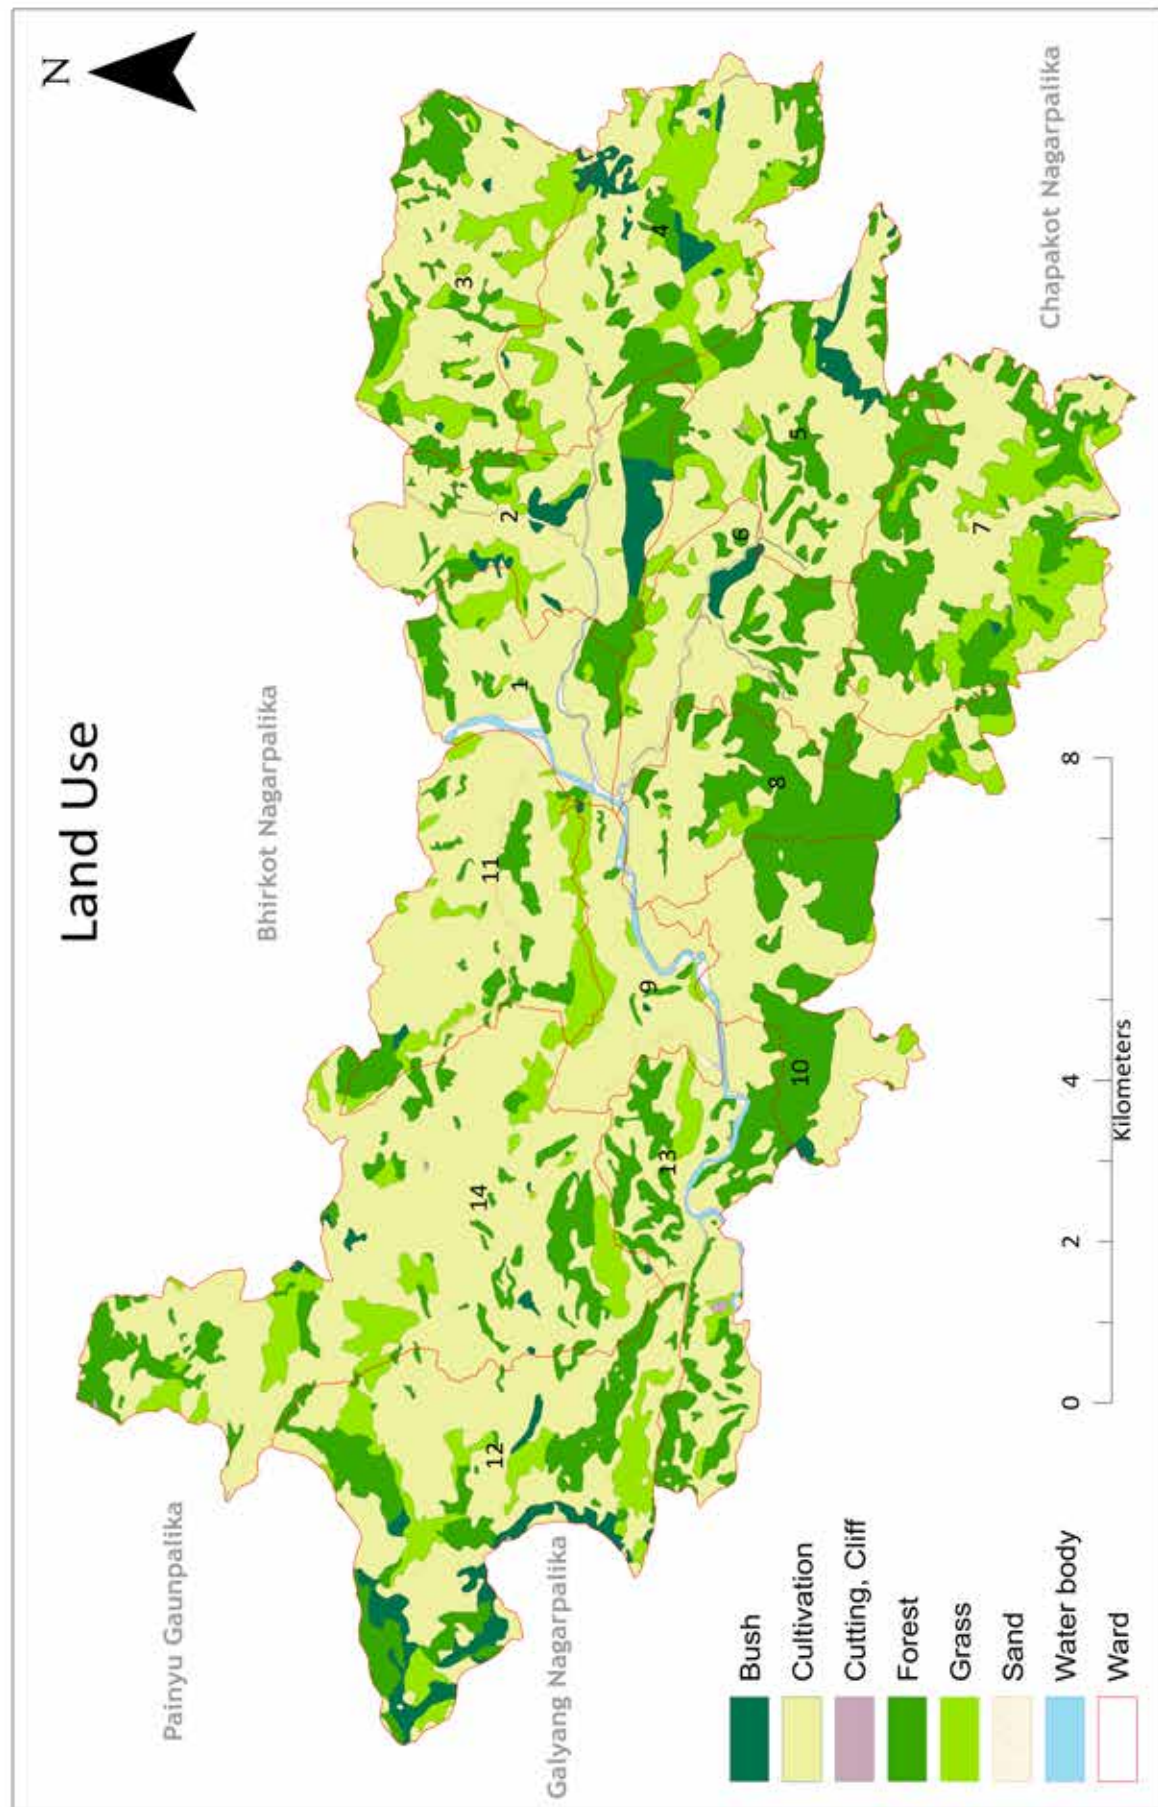 Land Use
N
Painyu Gaunpalika
Bhirkot Nagarpalika
Galyang Nagarpalika
Chapakot Nagarpalika
1
2
3
4
5
6
7
8
9
10
11
12
13
14
Bush
Cultivation
Cutting, Cliff
Forest
Grass
Sand
Water body
Ward
0 2 4 8
Kilometers